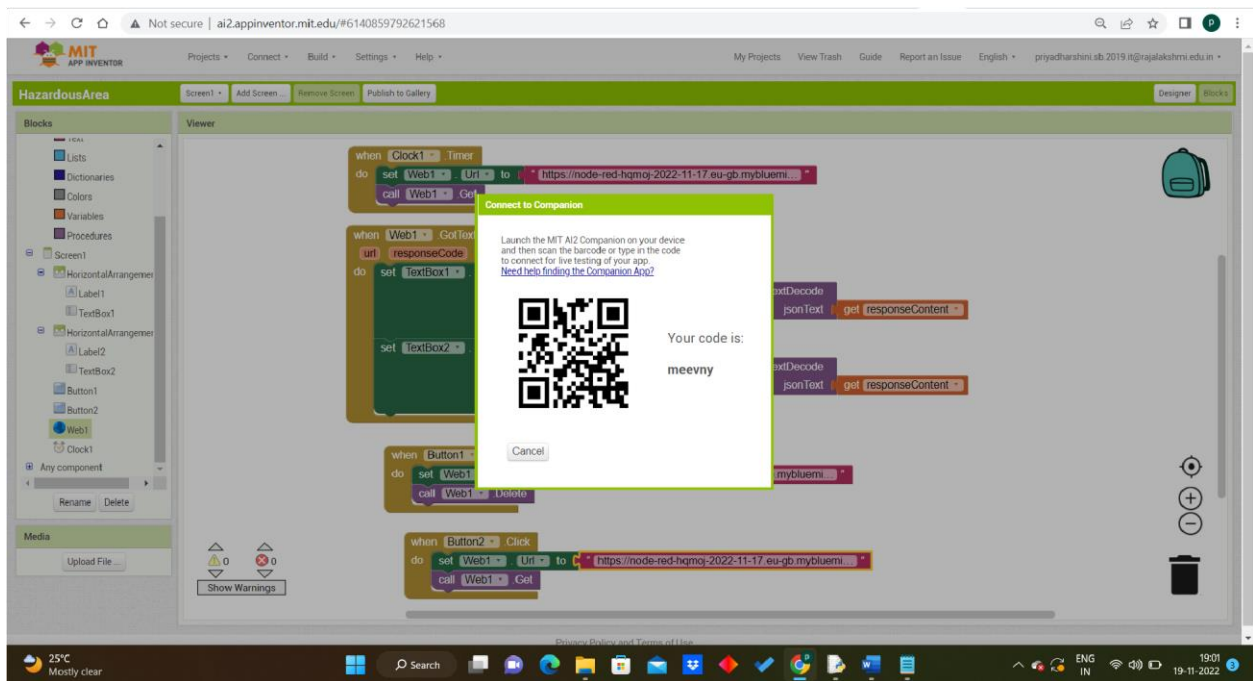 Not secure | ai2.appinventor.mit.edu/#6140859792621568
P
MIT
APP INVENTOR
Projects Connect Build Settings Help
My Projects View Trash Guide Report an Issue English priyadharshini.sb.2019.it@rajalakshmi.edu.in
HazardousArea
Screen1 Add Screen ... Remove Screen Publish to Gallery
Designer Blocks
Blocks
Viewer
Lists
Dictionaries
Colors
Variables
Procedures
Screen1
HorizontalArrangemer
Label1
TextBox1
HorizontalArrangemer
Label2
TextBox2
Button1
Button2
Web1
Clock1
Any component
Rename Delete
Media
Upload File ...
when Clock1 .Timer
do set Web1 . Url to " https://node-red-hqmoj-2022-11-17.eu-gb.mybluemi... "
call Web1 .Get
when Web1 .GotText
url responseCode
do set TextBox1 .
extDecode
jsonText get responseContent
set TextBox2 .
extDecode
jsonText get responseContent
when Button1
do set Web1 mybluemi... "
call Web1 .Delete
when Button2 .Click
do set Web1 . Url to " https://node-red-hqmoj-2022-11-17.eu-gb.mybluemi... "
call Web1 .Get
Connect to Companion
Launch the MIT AI2 Companion on your device
and then scan the barcode or type in the code
to connect for live testing of your app.
Need help finding the Companion App?
Your code is:
meevny
Cancel
0 0
Show Warnings
Privacy Policy and Terms of Use
25°C
Mostly clear
Search
ENG
IN
19:01
19-11-2022
3